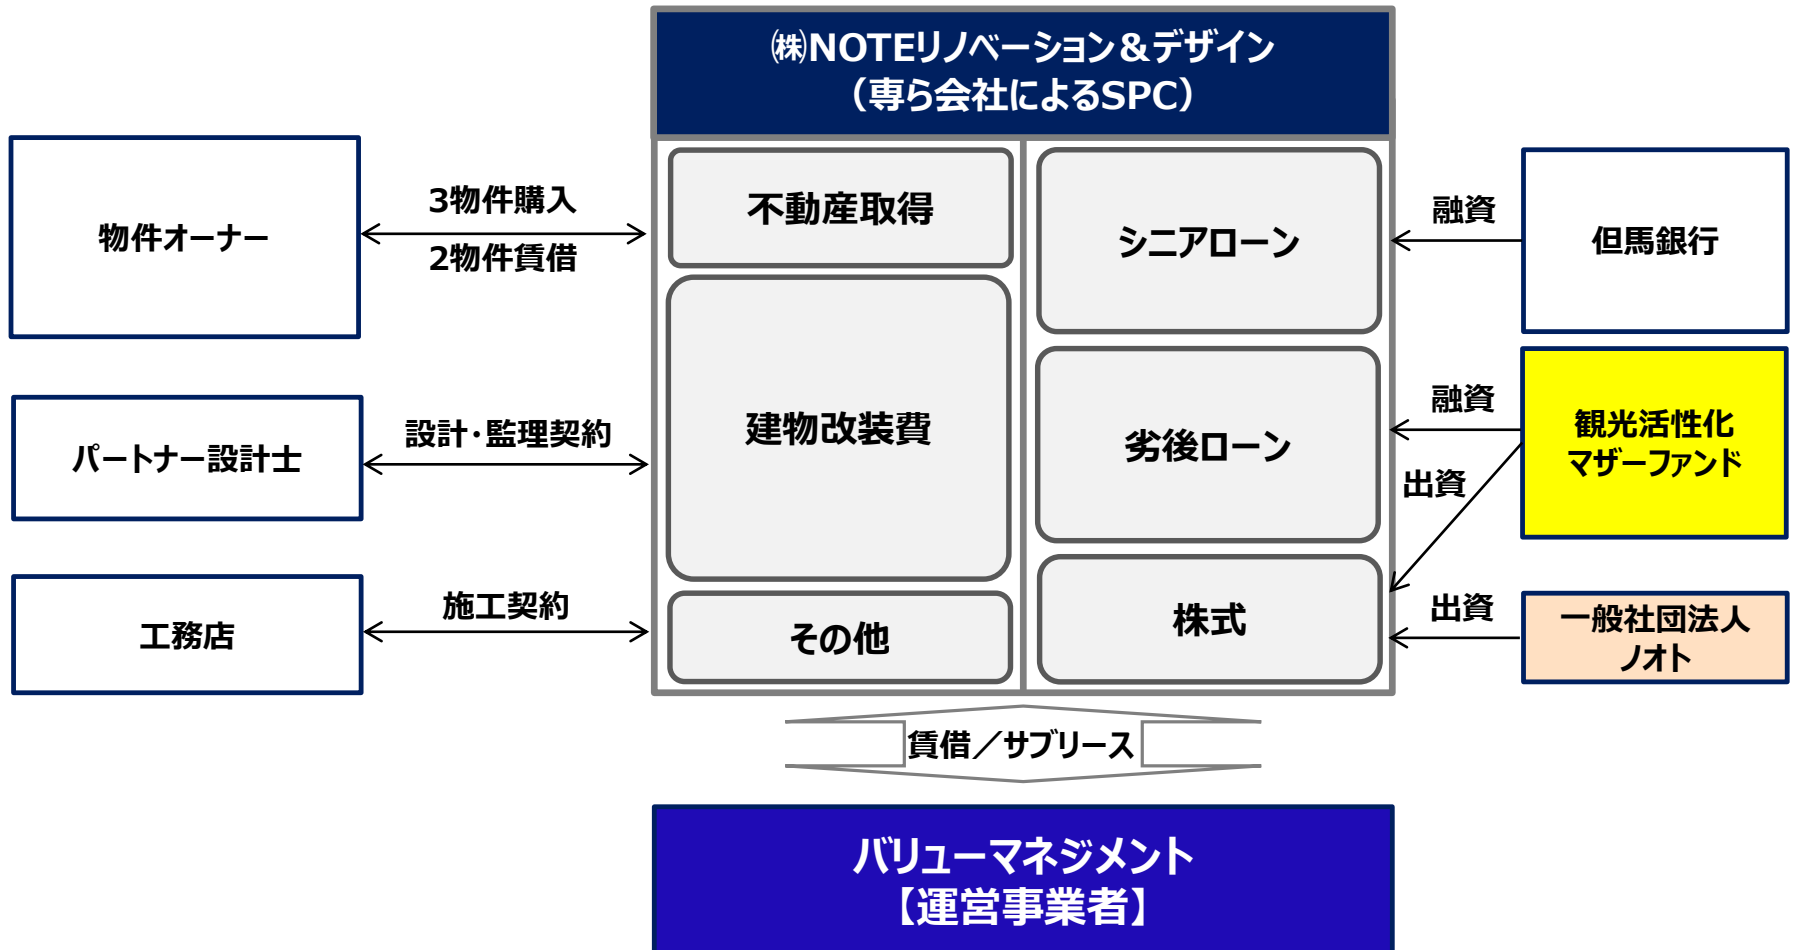 ㈱NOTEリノベーション＆デザイン
（専ら会社によるSPC）
物件オーナー
3物件購入
2物件賃借
不動産取得
シニアローン
融資
但馬銀行
パートナー設計士
設計・監理契約
建物改装費
劣後ローン
融資
出資
観光活性化
マザーファンド
工務店
施工契約
その他
株式
出資
一般社団法人
ノオト
賃借／サブリース
バリューマネジメント
【運営事業者】